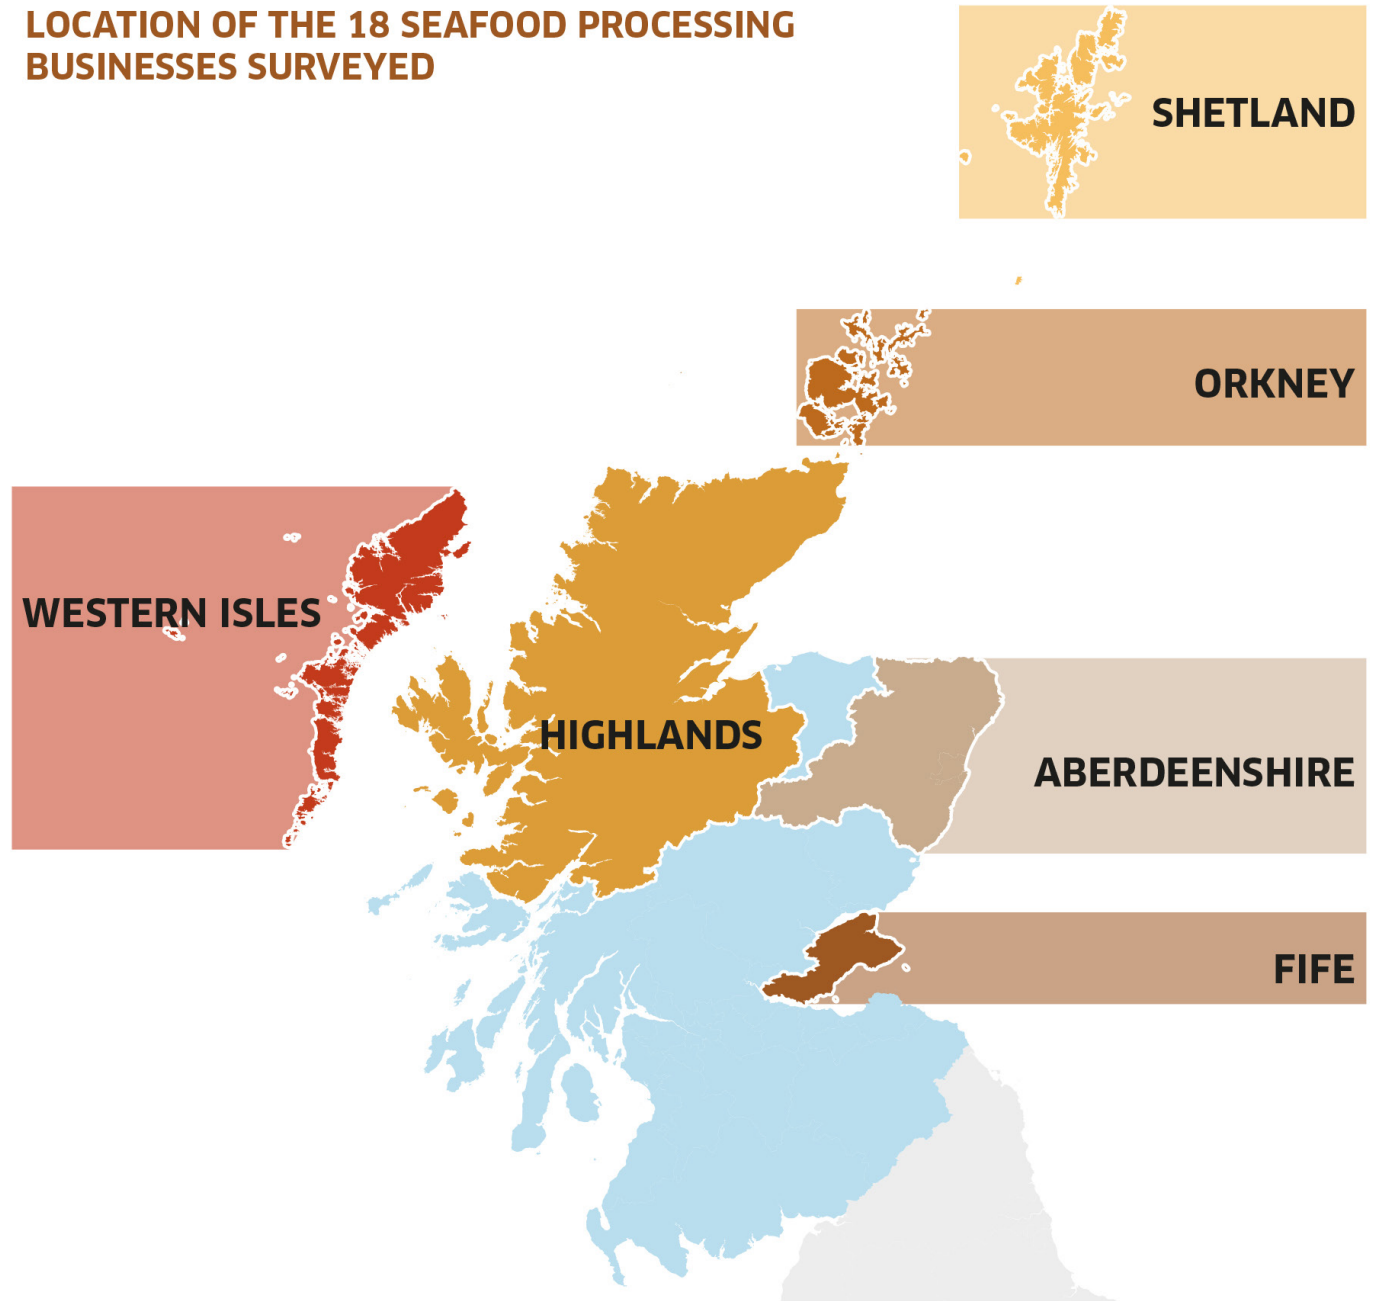 LOCATION OF THE 18 SEAFOOD PROCESSING
BUSINESSES SURVEYED
SHETLAND
ORKNEY
WESTERN ISLES
HIGHLANDS
ABERDEENSHIRE
FIFE